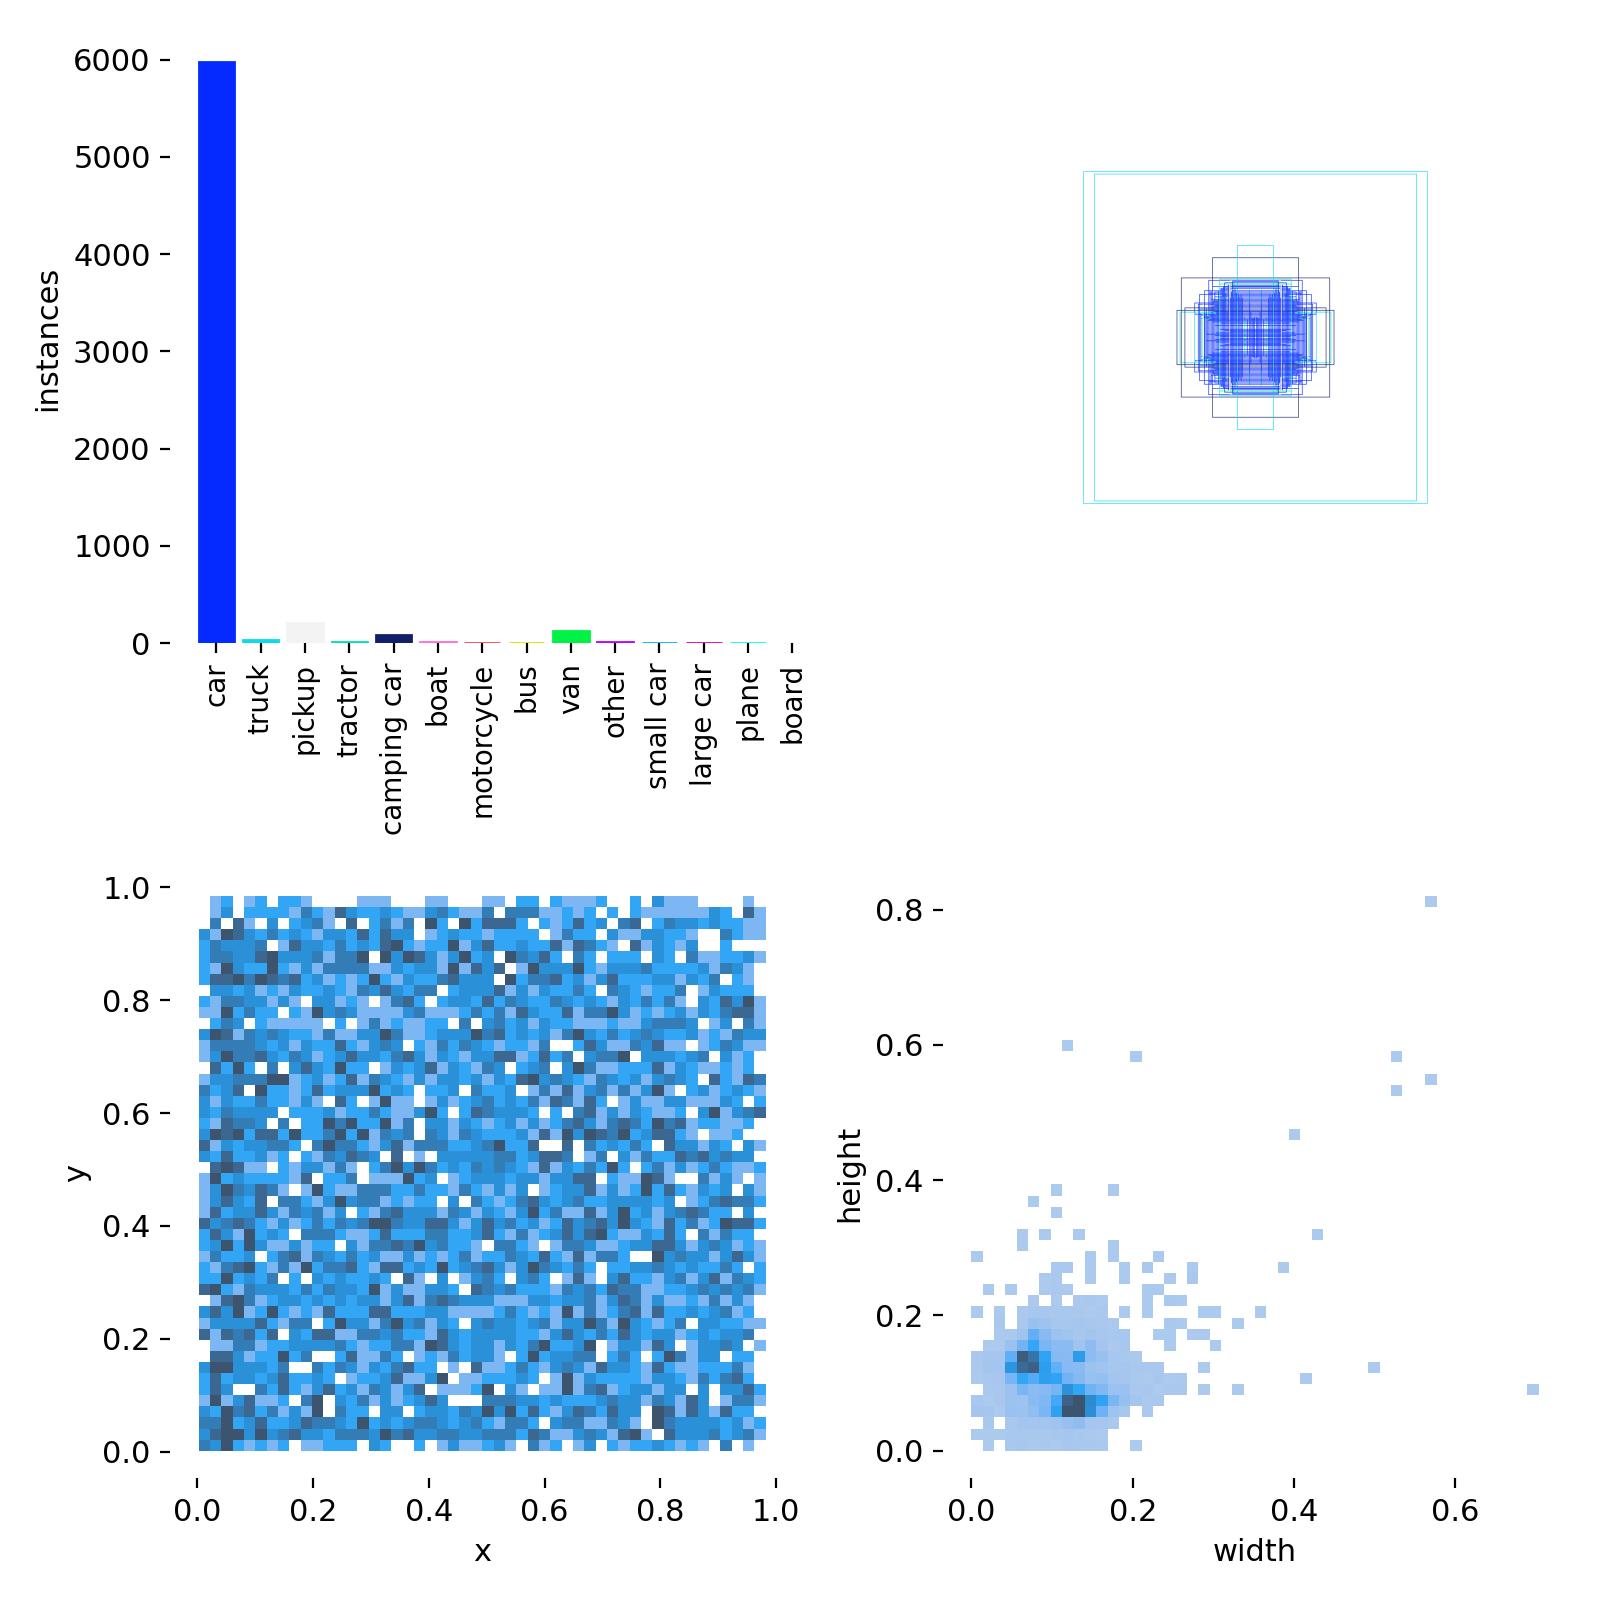 6000
5000
4000
3000
2000
1000
0
instances
car
truck
pickup
tractor
camping car
boat
motorcycle
bus
van
other
small car
large car
plane
board
1.0
0.8
0.6
0.4
0.2
0.0
y
0.0 0.2 0.4 0.6 0.8 1.0
x
0.8
0.6
0.4
0.2
0.0
height
0.0 0.2 0.4 0.6
width